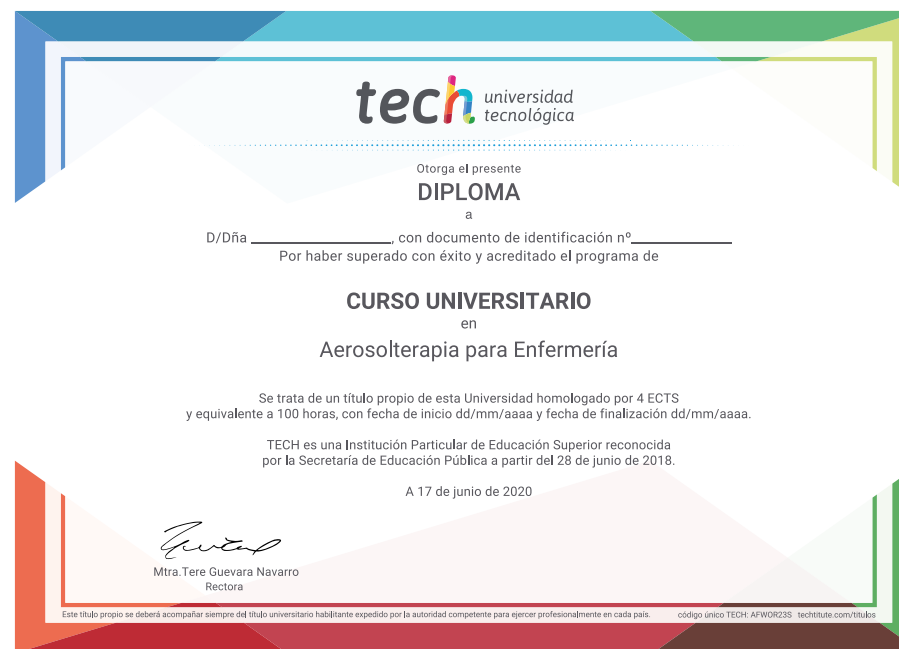 tech universidad
tecnológica
Otorga el presente
DIPLOMA
a
D/Dña ____________________, con documento de identificación nº______________
Por haber superado con éxito y acreditado el programa de
CURSO UNIVERSITARIO
en
Aerosolterapia para Enfermería
Se trata de un título propio de esta Universidad homologado por 4 ECTS
y equivalente a 100 horas, con fecha de inicio dd/mm/aaaa y fecha de finalización dd/mm/aaaa.
TECH es una Institución Particular de Educación Superior reconocida
por la Secretaría de Educación Pública a partir del 28 de junio de 2018.
A 17 de junio de 2020
Mtra.Tere Guevara Navarro
Rectora
Este título propio se deberá acompañar siempre del título universitario habilitante expedido por la autoridad competente para ejercer profesionalmente en cada país. código único TECH: AFWOR23S techtitute.com/titulos